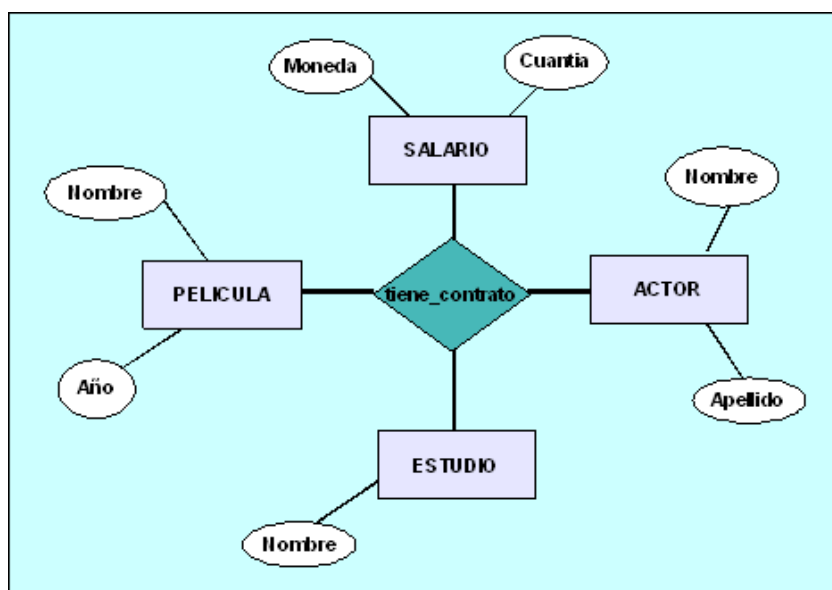 Moneda
Cuantia
SALARIO
Nombre
Nombre
PELICULA
tiene_contrato
ACTOR
Año
Apellido
ESTUDIO
Nombre